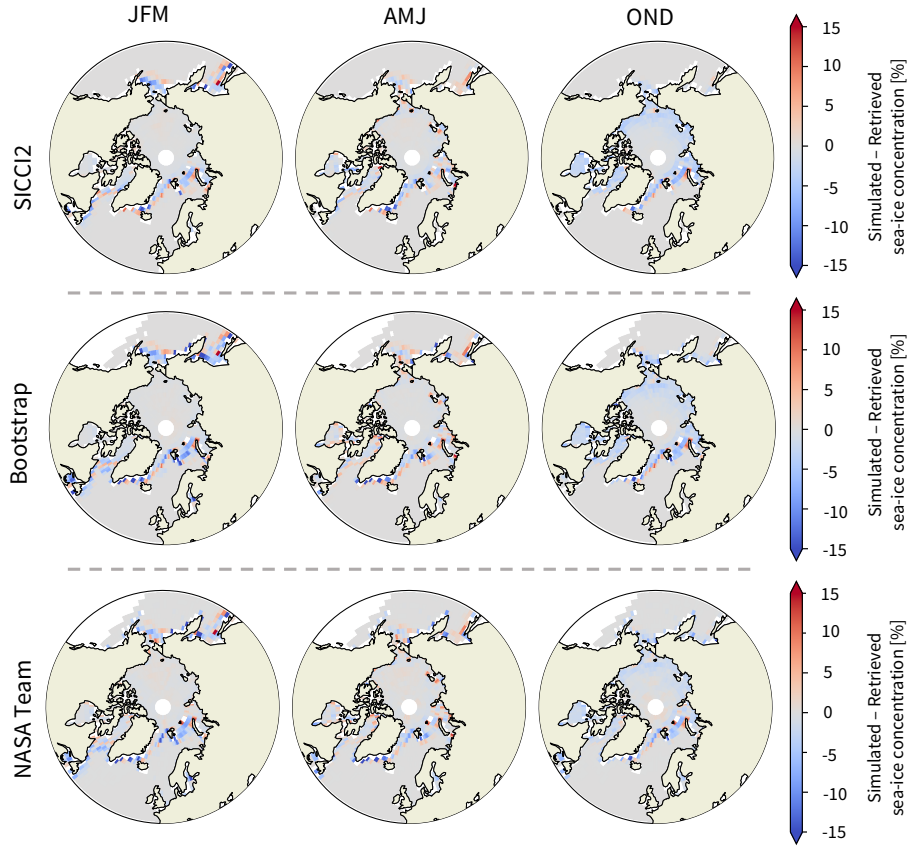 JFM AMJ OND
SICCI2
15
10
5
0
-5
-10
-15
Simulated – Retrieved
sea-ice concentration [%]
Bootstrap
15
10
5
0
-5
-10
-15
Simulated – Retrieved
sea-ice concentration [%]
NASA Team
15
10
5
0
-5
-10
-15
Simulated – Retrieved
sea-ice concentration [%]